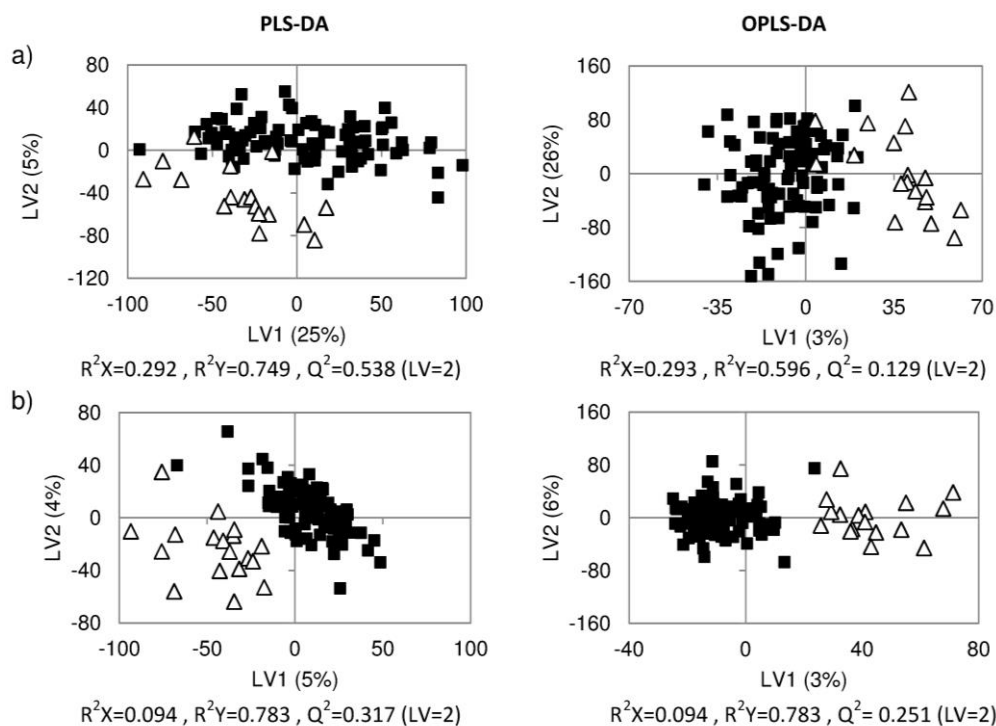 PLS-DA
OPLS-DA
a)
80
40
0
-40
-80
-120
-100
-50
0
50
100
LV2 (5%)
LV1 (25%)
R²X=0.292 , R²Y=0.749 , Q²=0.538 (LV=2)
160
80
0
-80
-160
-70
-35
0
35
70
LV2 (26%)
LV1 (3%)
R²X=0.293 , R²Y=0.596 , Q²= 0.129 (LV=2)
b)
80
40
0
-40
-80
-100
-50
0
50
100
LV2 (4%)
LV1 (5%)
R²X=0.094 , R²Y=0.783 , Q²=0.317 (LV=2)
160
80
0
-80
-160
-40
0
40
80
LV2 (6%)
LV1 (3%)
R²X=0.094 , R²Y=0.783 , Q²= 0.251 (LV=2)